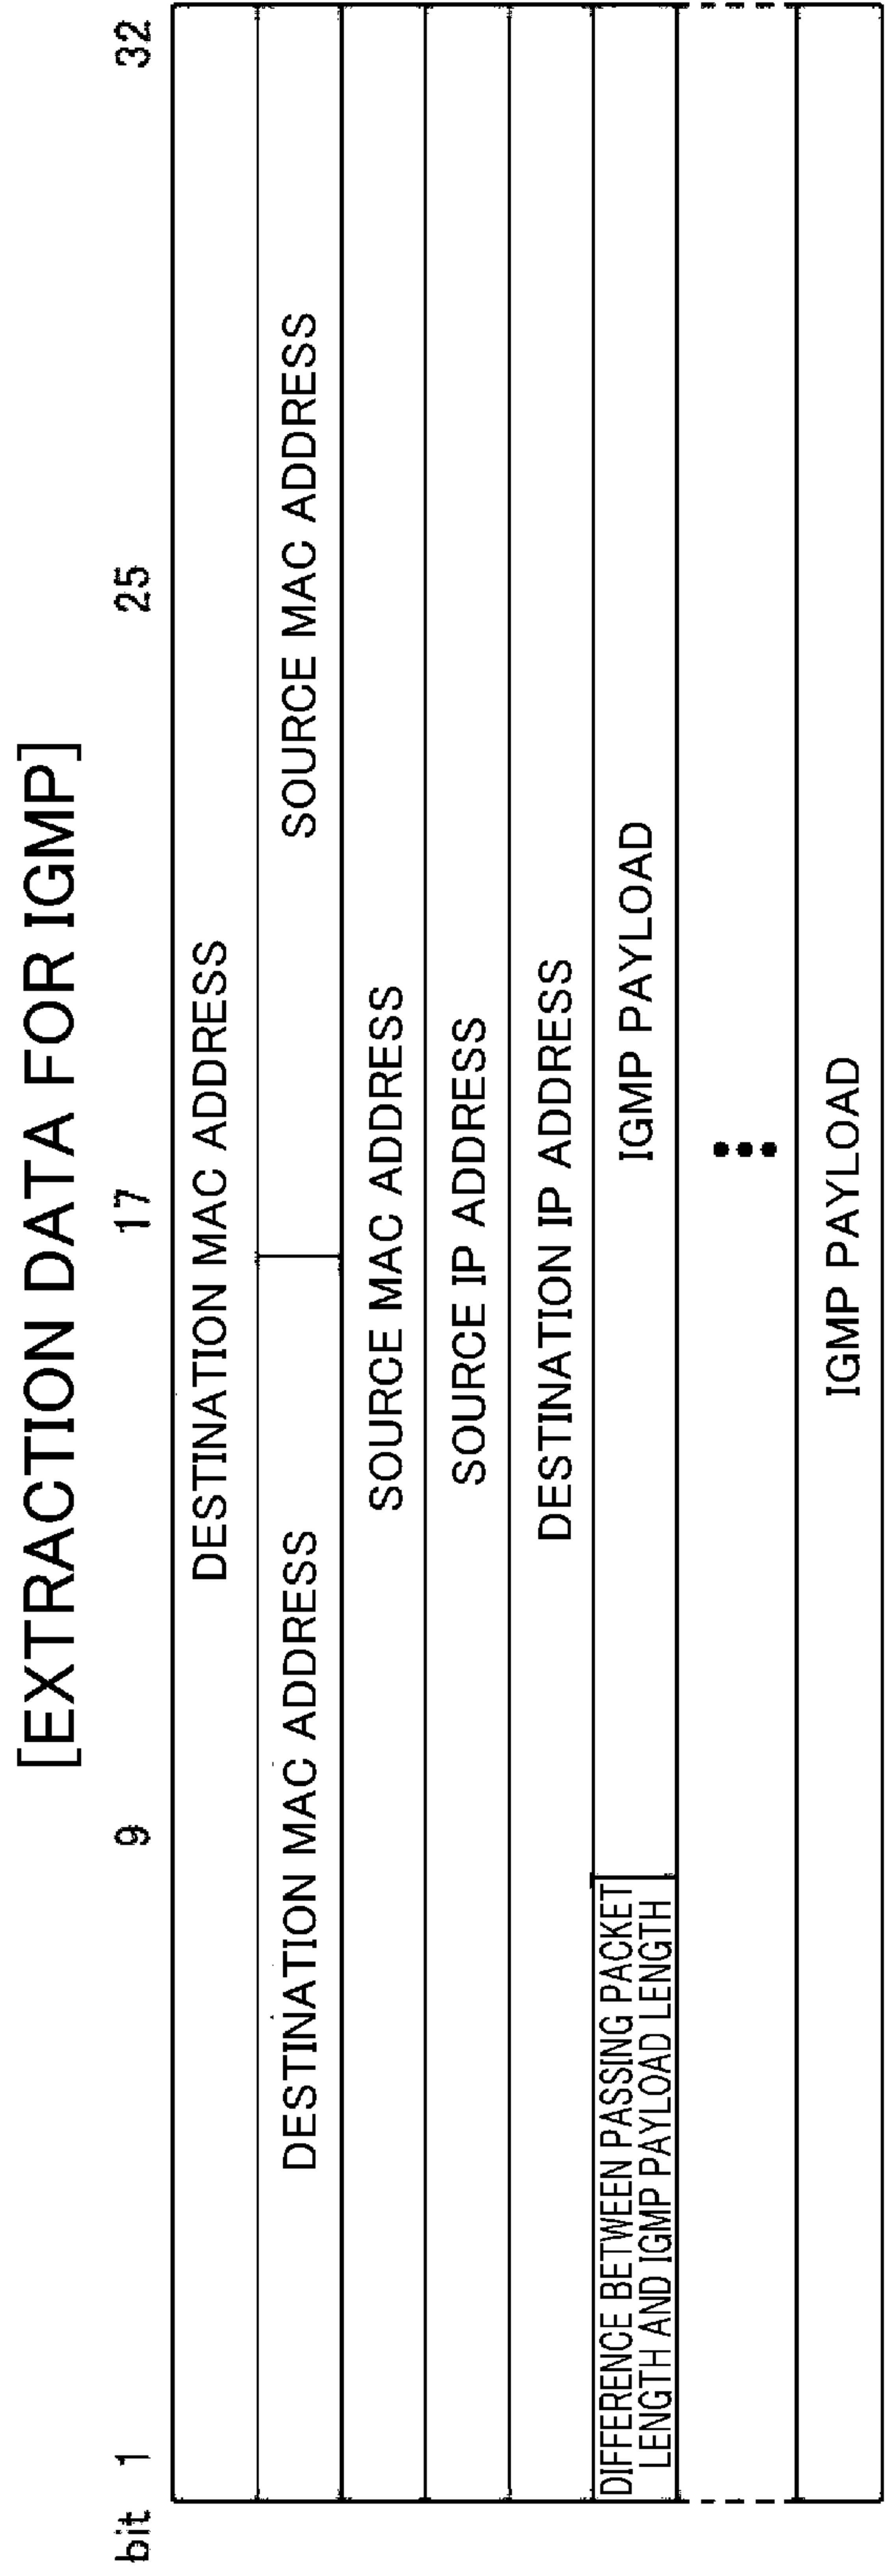 [EXTRACTION DATA FOR IGMP]
bit 1 9 17 25 32
DESTINATION MAC ADDRESS
DESTINATION MAC ADDRESS SOURCE MAC ADDRESS
SOURCE MAC ADDRESS
SOURCE IP ADDRESS
DESTINATION IP ADDRESS
DIFFERENCE BETWEEN PASSING PACKET
LENGTH AND IGMP PAYLOAD LENGTH
IGMP PAYLOAD
IGMP PAYLOAD